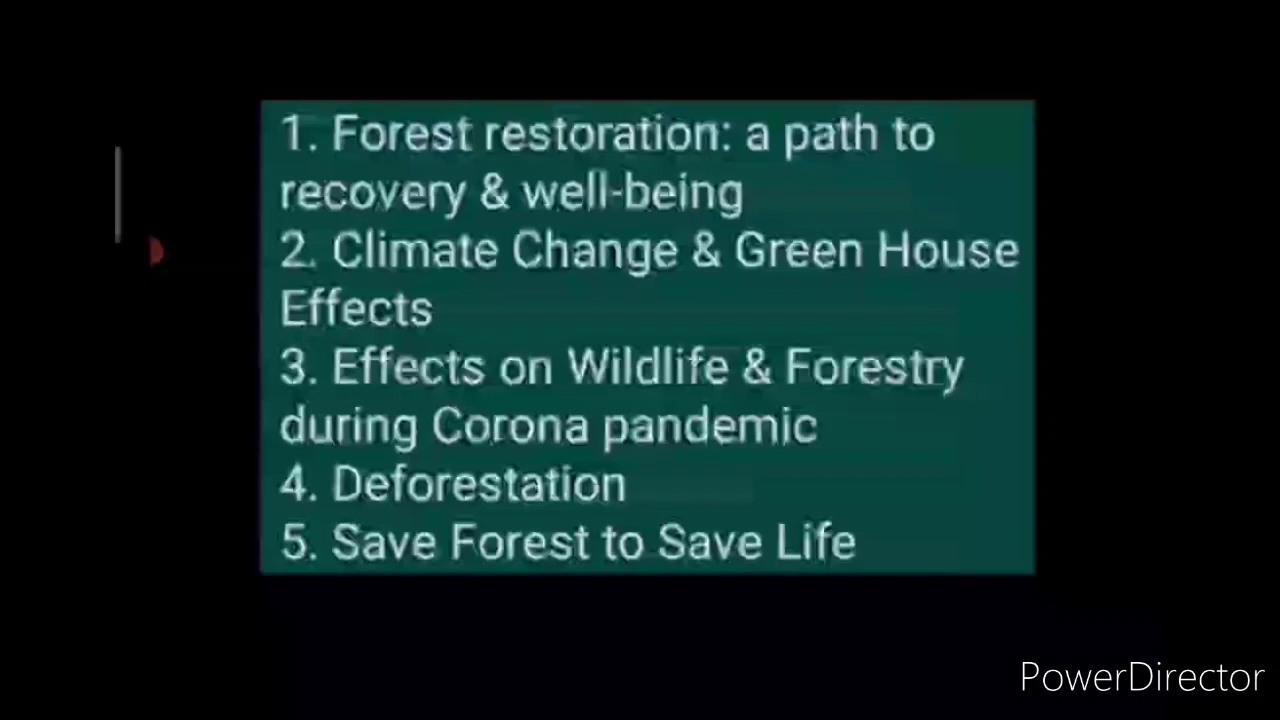 1. Forest restoration: a path to
recovery & well-being
2. Climate Change & Green House
Effects
3. Effects on Wildlife & Forestry
during Corona pandemic
4. Deforestation
5. Save Forest to Save Life
PowerDirector